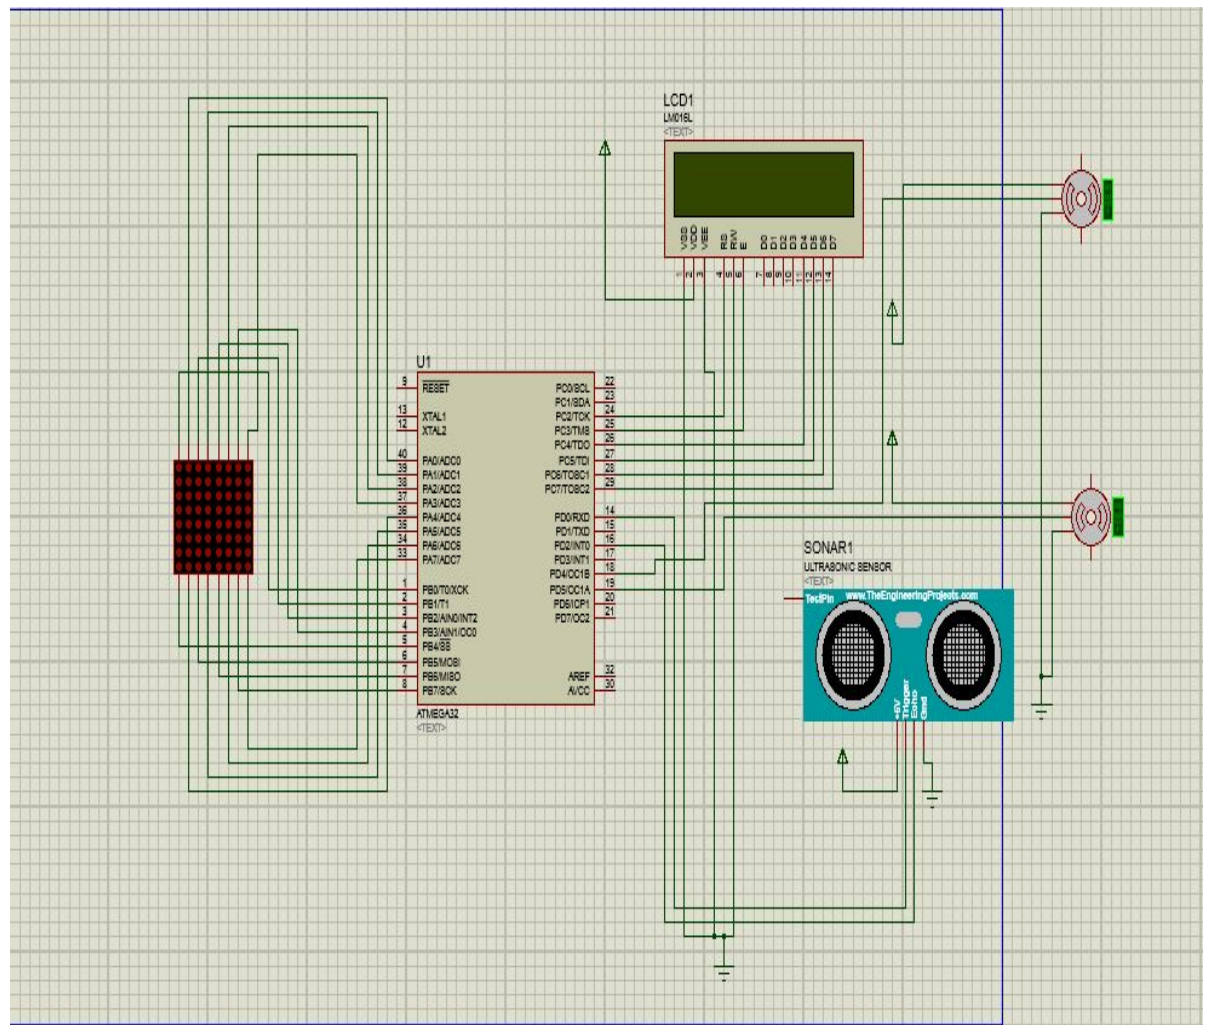 LCD1
LM016L
<TEXT>
VSS
VDD
VEE
RS
RW
E
D0
D1
D2
D3
D4
D5
D6
D7
1
2
3
4
5
6
7
8
9
10
11
12
13
14
U1
9 RESET
13 XTAL1
12 XTAL2
40 PA0/ADC0
39 PA1/ADC1
38 PA2/ADC2
37 PA3/ADC3
36 PA4/ADC4
35 PA5/ADC5
34 PA6/ADC6
33 PA7/ADC7
1 PB0/T0/XCK
2 PB1/T1
3 PB2/AIN0/INT2
4 PB3/AIN1/OC0
5 PB4/SS
6 PB5/MOSI
7 PB6/MISO
8 PB7/SCK
PC0/SCL 22
PC1/SDA 23
PC2/TCK 24
PC3/TMS 25
PC4/TDO 26
PC5/TDI 27
PC6/TOSC1 28
PC7/TOSC2 29
PD0/RXD 14
PD1/TXD 15
PD2/INT0 16
PD3/INT1 17
PD4/OC1B 18
PD5/OC1A 19
PD6/ICP1 20
PD7/OC2 21
AREF 32
AVCC 30
ATMEGA32
<TEXT>
SONAR1
ULTRASONIC SENSOR
<TEXT>
TestPin
www.TheEngineeringProjects.com
+5V
Trigger
Echo
Gnd